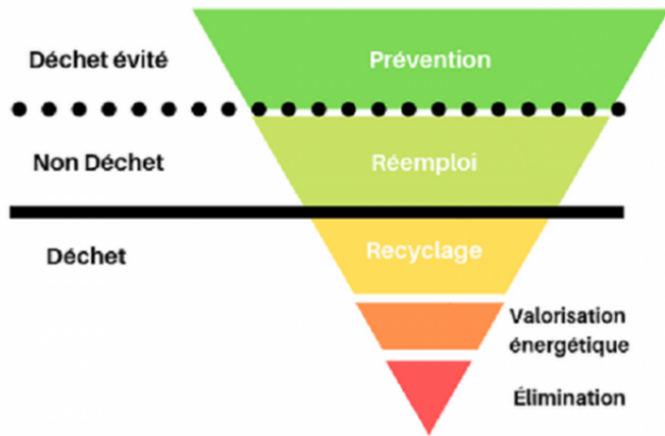 Déchet évité
Prévention
Non Déchet
Réemploi
Déchet
Recyclage
Valorisation
énergétique
Élimination